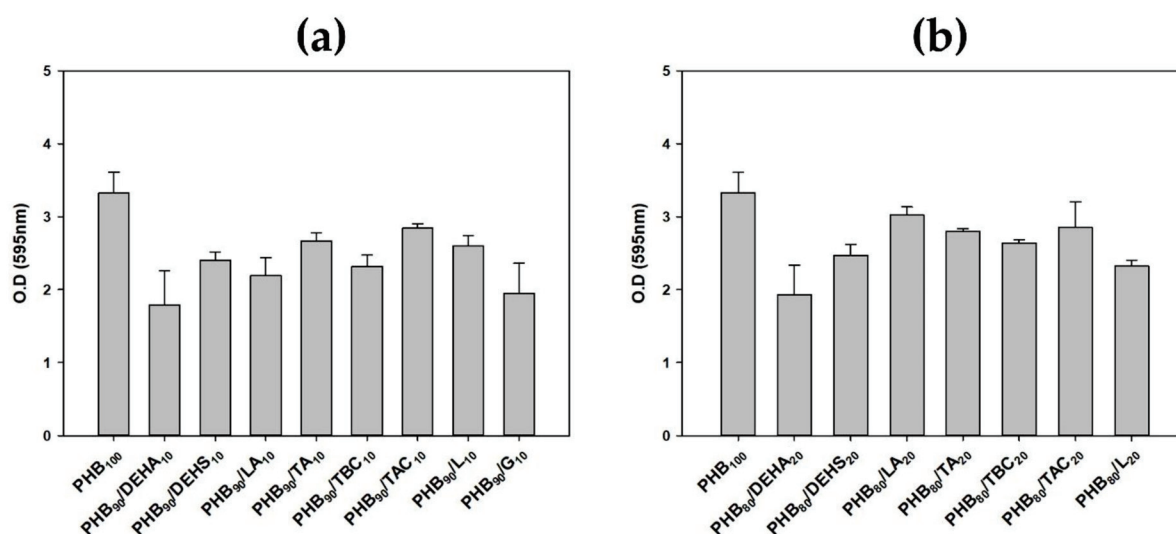 (a)
5
4
3
2
1
0
O.D (595nm)
PHB₁₀₀
PHB₉₀/DEHA₁₀
PHB₉₀/DEHS₁₀
PHB₉₀/LA₁₀
PHB₉₀/TA₁₀
PHB₉₀/TBC₁₀
PHB₉₀/TAC₁₀
PHB₉₀/L₁₀
PHB₉₀/G₁₀
(b)
5
4
3
2
1
0
O.D (595nm)
PHB₁₀₀
PHB₈₀/DEHA₂₀
PHB₈₀/DEHS₂₀
PHB₈₀/LA₂₀
PHB₈₀/TA₂₀
PHB₈₀/TBC₂₀
PHB₈₀/TAC₂₀
PHB₈₀/L₂₀